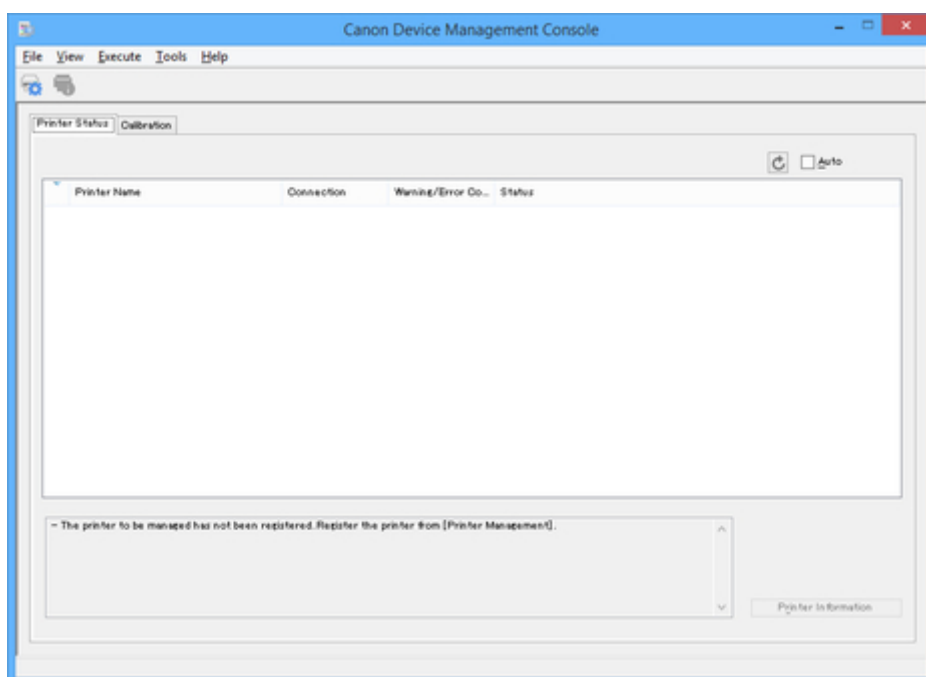 Canon Device Management Console
File View Execute Tools Help
Printer Status Calibration
Auto
Printer Name Connection Warning/Error Co... Status
- The printer to be managed has not been registered.Register the printer from [Printer Management].
Printer Information